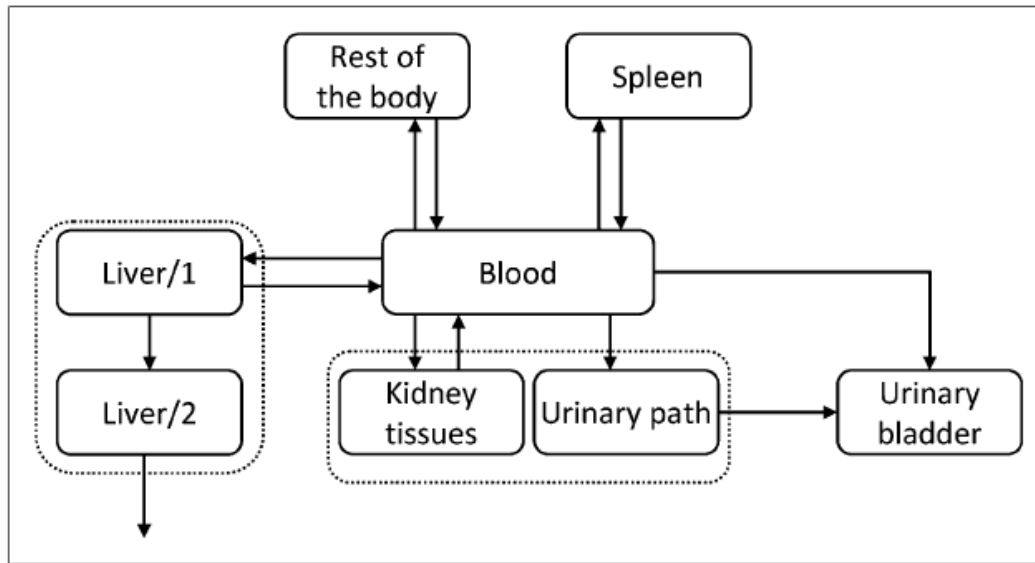 Rest of
the body
Spleen
Liver/1
Blood
Liver/2
Kidney
tissues
Urinary path
Urinary
bladder